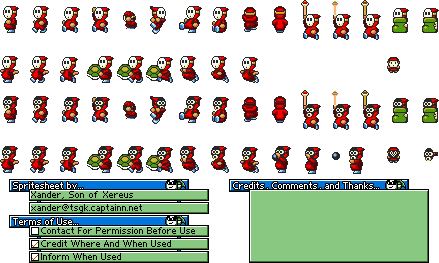 Spritesheet by...
Xander, Son of Xereus
xander@tsgk.captainn.net
Terms of Use...
Contact For Permission Before Use
Credit Where And When Used
Inform When Used
Credits, Comments, and Thanks...